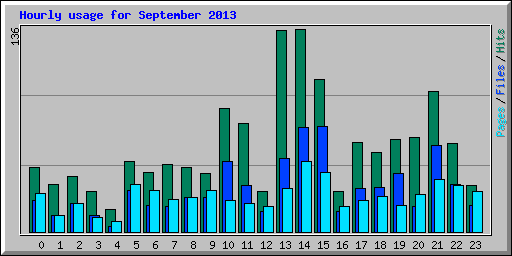 Hourly usage for September 2013
136
Pages / Files / Hits
0 1 2 3 4 5 6 7 8 9 10 11 12 13 14 15 16 17 18 19 20 21 22 23